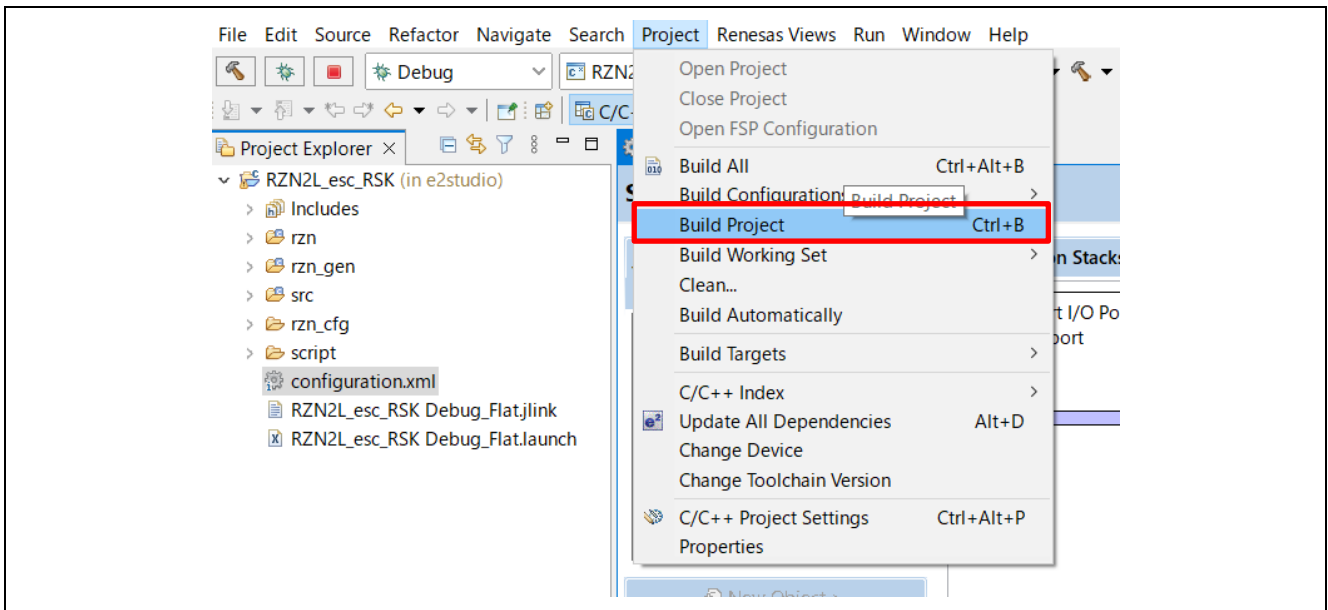 File Edit Source Refactor Navigate Search Project Renesas Views Run Window Help
Debug
Open Project
Close Project
C/C
Open FSP Configuration
Project Explorer
Build All Ctrl+Alt+B
RZN2L_esc_RSK (in e2studio)
Build Configurations
Build Project
Includes
Build Project Ctrl+B
rzn
Build Working Set
on Stacks
rzn_gen
Clean...
src
Build Automatically
t I/O Po
port
rzn_cfg
Build Targets
script
configuration.xml
C/C++ Index
RZN2L_esc_RSK Debug_Flat.jlink
Update All Dependencies Alt+D
RZN2L_esc_RSK Debug_Flat.launch
Change Device
Change Toolchain Version
C/C++ Project Settings Ctrl+Alt+P
Properties
New Object >